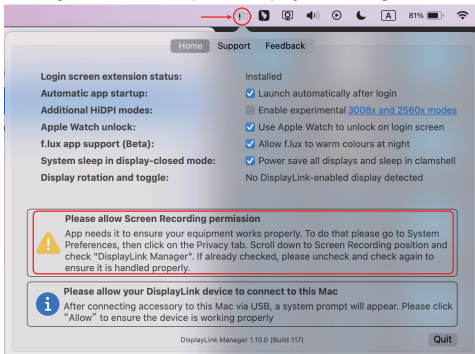 A 81%
Home Support Feedback
Login screen extension status: Installed
Automatic app startup: Launch automatically after login
Additional HiDPI modes: Enable experimental 3008x and 2560x modes
Apple Watch unlock: Use Apple Watch to unlock on login screen
f.lux app support (Beta): Allow f.lux to warm colours at night
System sleep in display-closed mode: Power save all displays and sleep in clamshell
Display rotation and toggle: No DisplayLink-enabled display detected
Please allow Screen Recording permission
App needs it to ensure your equipment works properly. To do that please go to System
Preferences, then click on the Privacy tab. Scroll down to Screen Recording position and
check "DisplayLink Manager". If already checked, please uncheck and check again to
ensure it is handled properly.
Please allow your DisplayLink device to connect to this Mac
After connecting accessory to this Mac via USB, a system prompt will appear. Please click
"Allow" to ensure the device is working properly
DisplayLink Manager 1.10.0 (Build 117) Quit